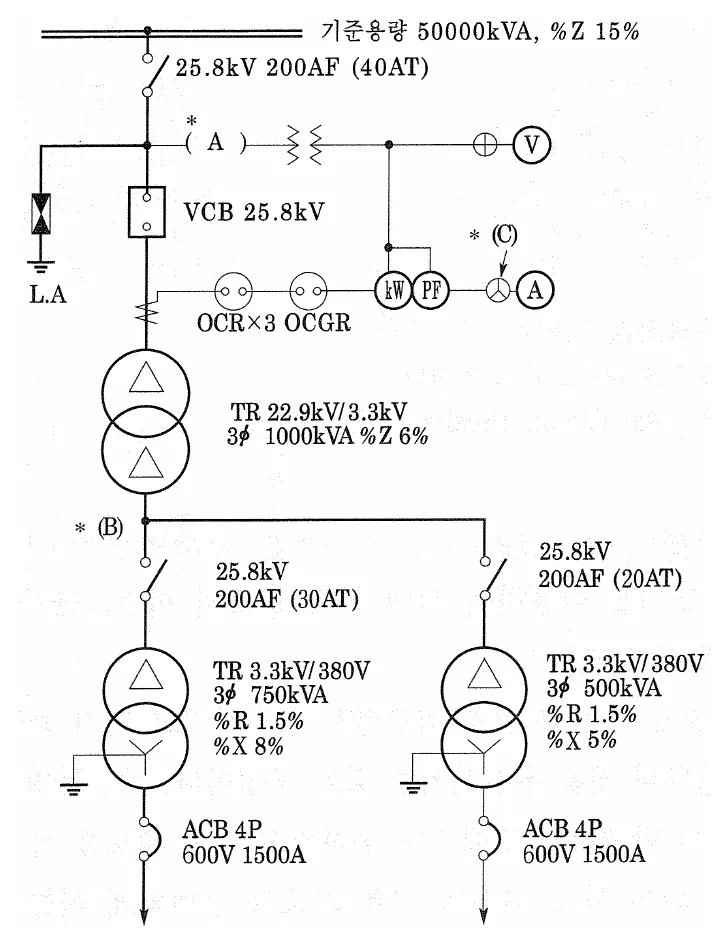 기준용량 50000kVA, %Z 15%
25.8kV 200AF (40AT)
*
( A )
V
VCB 25.8kV
* (C)
L.A
kW PF A
OCR×3 OCGR
TR 22.9kV/3.3kV
3ϕ 1000kVA %Z 6%
* (B)
25.8kV
200AF (30AT)
25.8kV
200AF (20AT)
TR 3.3kV/380V
3ϕ 750kVA
%R 1.5%
%X 8%
TR 3.3kV/380V
3ϕ 500kVA
%R 1.5%
%X 5%
ACB 4P
600V 1500A
ACB 4P
600V 1500A